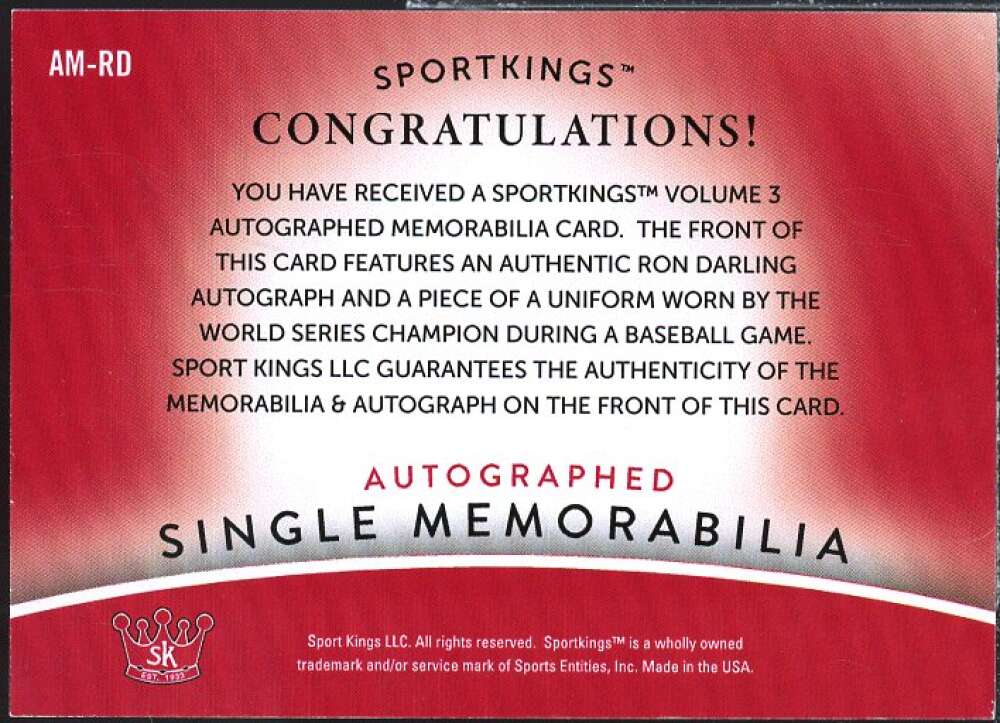 AM-RD
SPORTKINGS™
CONGRATULATIONS!
YOU HAVE RECEIVED A SPORTKINGS™ VOLUME 3
AUTOGRAPHED MEMORABILIA CARD. THE FRONT OF
THIS CARD FEATURES AN AUTHENTIC RON DARLING
AUTOGRAPH AND A PIECE OF A UNIFORM WORN BY THE
WORLD SERIES CHAMPION DURING A BASEBALL GAME.
SPORT KINGS LLC GUARANTEES THE AUTHENTICITY OF THE
MEMORABILIA & AUTOGRAPH ON THE FRONT OF THIS CARD.
AUTOGRAPHED
SINGLE MEMORABILIA
SK
EST. 1933
Sport Kings LLC. All rights reserved. Sportkings™ is a wholly owned
trademark and/or service mark of Sports Entities, Inc. Made in the USA.